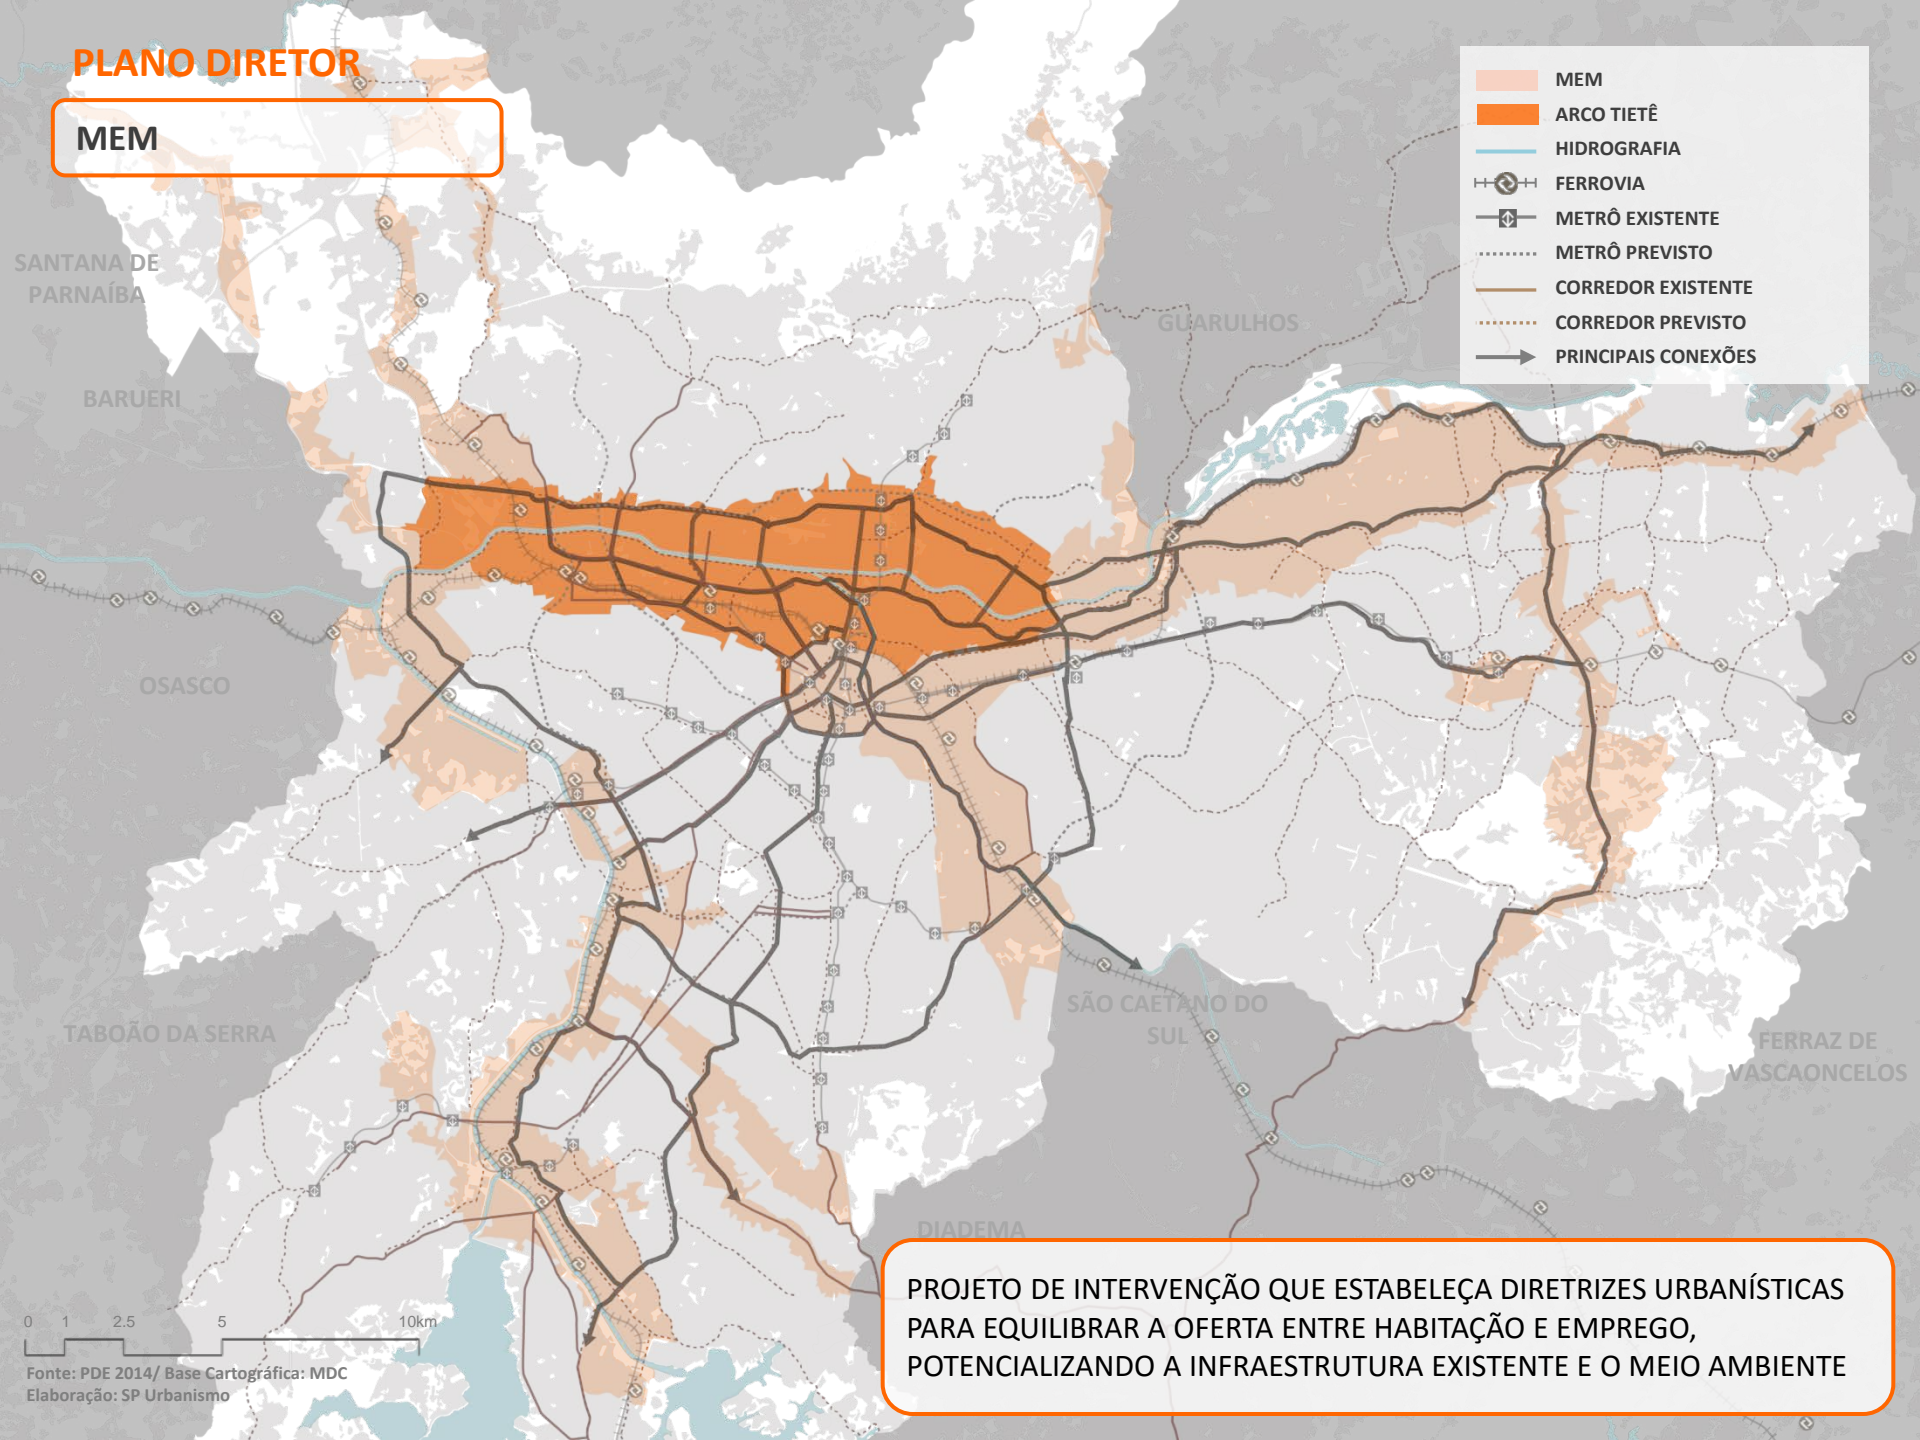 PLANO DIRETOR
MEM
MEM
ARCO TIETÊ
HIDROGRAFIA
FERROVIA
METRÔ EXISTENTE
METRÔ PREVISTO
CORREDOR EXISTENTE
CORREDOR PREVISTO
PRINCIPAIS CONEXÕES
SANTANA DE
PARNAÍBA
GUARULHOS
BARUERI
OSASCO
SÃO CAETANO DO
SUL
TABOÃO DA SERRA
FERRAZ DE
VASCAONCELOS
DIADEMA
PROJETO DE INTERVENÇÃO QUE ESTABELEÇA DIRETRIZES URBANÍSTICAS
PARA EQUILIBRAR A OFERTA ENTRE HABITAÇÃO E EMPREGO,
POTENCIALIZANDO A INFRAESTRUTURA EXISTENTE E O MEIO AMBIENTE
0 1 2.5 5 10km
Fonte: PDE 2014/ Base Cartográfica: MDC
Elaboração: SP Urbanismo